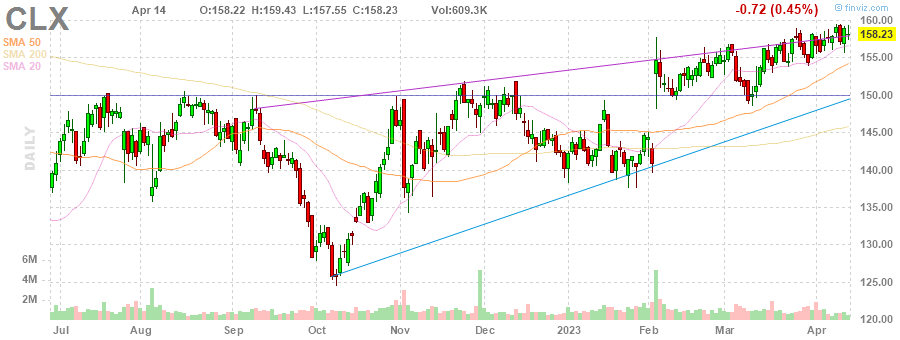 CLX
Apr 14 O:158.22 H:159.43 L:157.55 C:158.23 Vol:609.3K -0.72 (0.45%)
© finviz.com
SMA 50
SMA 200
SMA 20
DAILY
160.00
158.23
155.00
150.00
145.00
140.00
135.00
130.00
125.00
120.00
6M
4M
2M
Jul Aug Sep Oct Nov Dec 2023 Feb Mar Apr